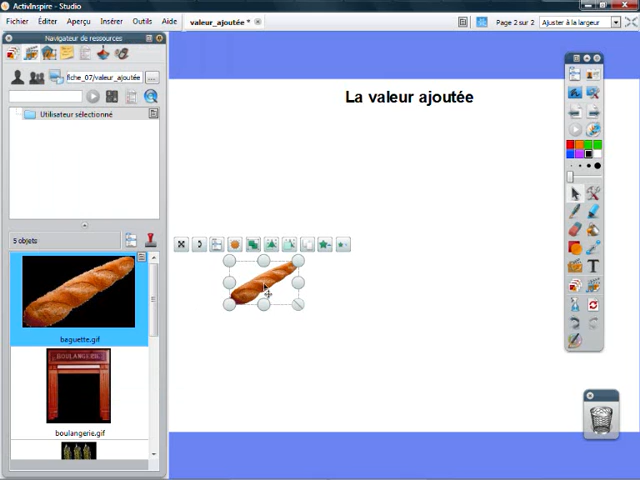 ActivInspire - Studio
Fichier Éditer Aperçu Insérer Outils Aide
valeur_ajoutée *
Page 2 sur 2
Ajuster à la largeur
Navigateur de ressources
fiche_07/valeur_ajoutée
...
Utilisateur sélectionné
5 objets
baguette.gif
BOULANGERIE
boulangerie.gif
La valeur ajoutée
T